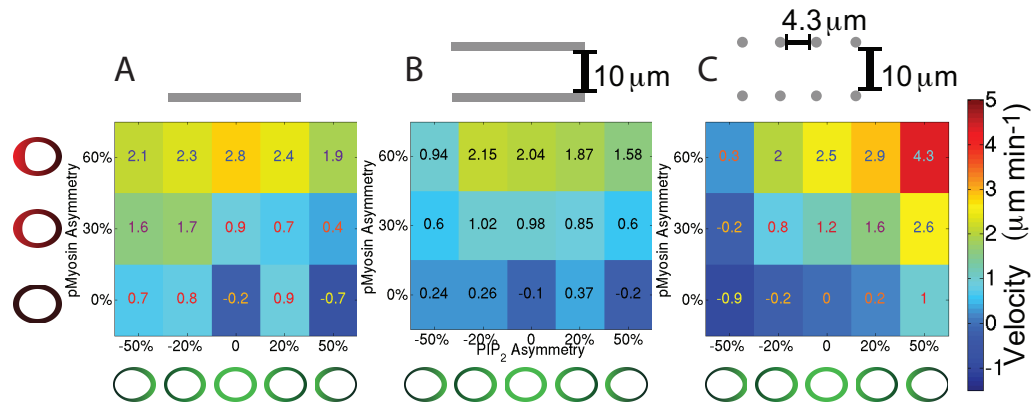 4.3 μm
A
B
C
10 μm
10 μm
pMyosin Asymmetry
60%
2.1 2.3 2.8 2.4 1.9
30%
1.6 1.7 0.9 0.7 0.4
0%
0.7 0.8 -0.2 0.9 -0.7
-50% -20% 0 20% 50%
pMyosin Asymmetry
60%
0.94 2.15 2.04 1.87 1.58
30%
0.6 1.02 0.98 0.85 0.6
0%
0.24 0.26 -0.1 0.37 -0.2
-50% -20% 0 20% 50%
PIP2 Asymmetry
pMyosin Asymmetry
60%
0.3 2 2.5 2.9 4.3
30%
-0.2 0.8 1.2 1.6 2.6
0%
-0.9 -0.2 0 0.2 1
-50% -20% 0 20% 50%
5
4
3
2
1
0
-1
Velocity (μm min-1)